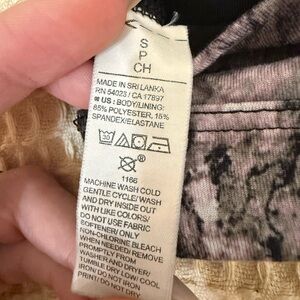 S
P
CH
MADE IN SRI LANKA
RN 54023 / CA 17897
US : BODY/LINING:
85% POLYESTER, 15%
SPANDEX/ELASTANE
30
®
1166
MACHINE WASH COLD
GENTLE CYCLE/ WASH
AND DRY INSIDE OUT
WITH LIKE COLORS/
DO NOT USE FABRIC
SOFTENER/ ONLY
NON-CHLORINE BLEACH
WHEN NEEDED/ REMOVE
PROMPTLY FROM
WASHER AND DRYER/
TUMBLE DRY LOW/ COOL
IRON/ DO NOT IRON
PRINT/ DO NOT DRY